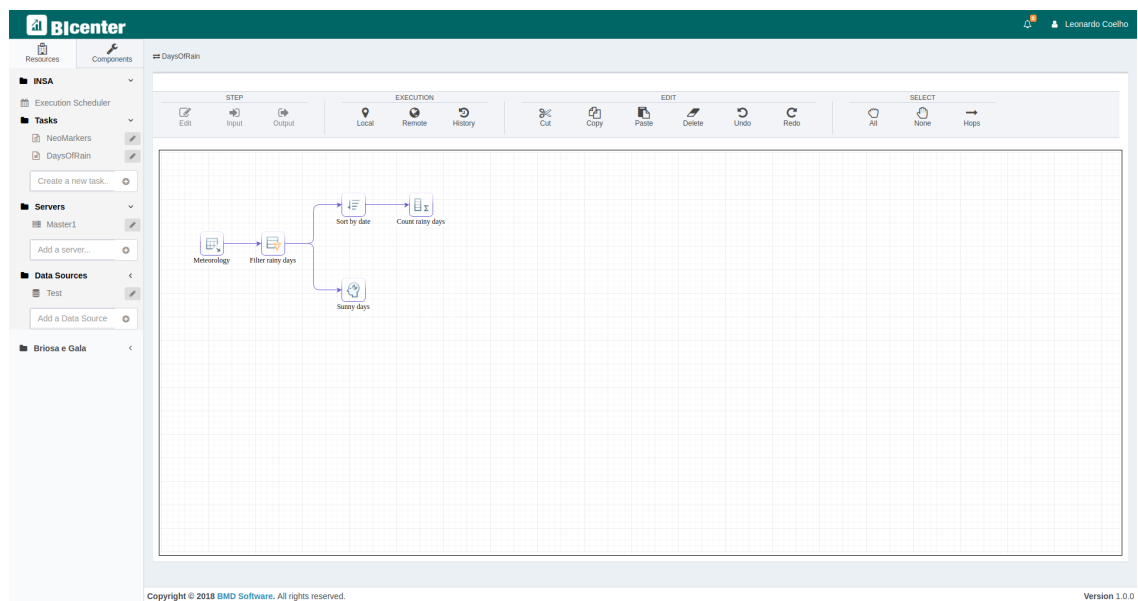 BIcenter
8
Leonardo Coelho
Resources
Components
DaysOfRain
INSA
Execution Scheduler
Tasks
NeoMarkers
DaysOfRain
Create a new task..
Servers
Master1
Add a server...
Data Sources
Test
Add a Data Source
Briosa e Gala
STEP
EXECUTION
EDIT
SELECT
Edit
Input
Output
Local
Remote
History
Cut
Copy
Paste
Delete
Undo
Redo
All
None
Hops
Sort by date
Count rainy days
Meteorology
Filter rainy days
Sunny days
Copyright © 2018 BMD Software. All rights reserved.
Version 1.0.0